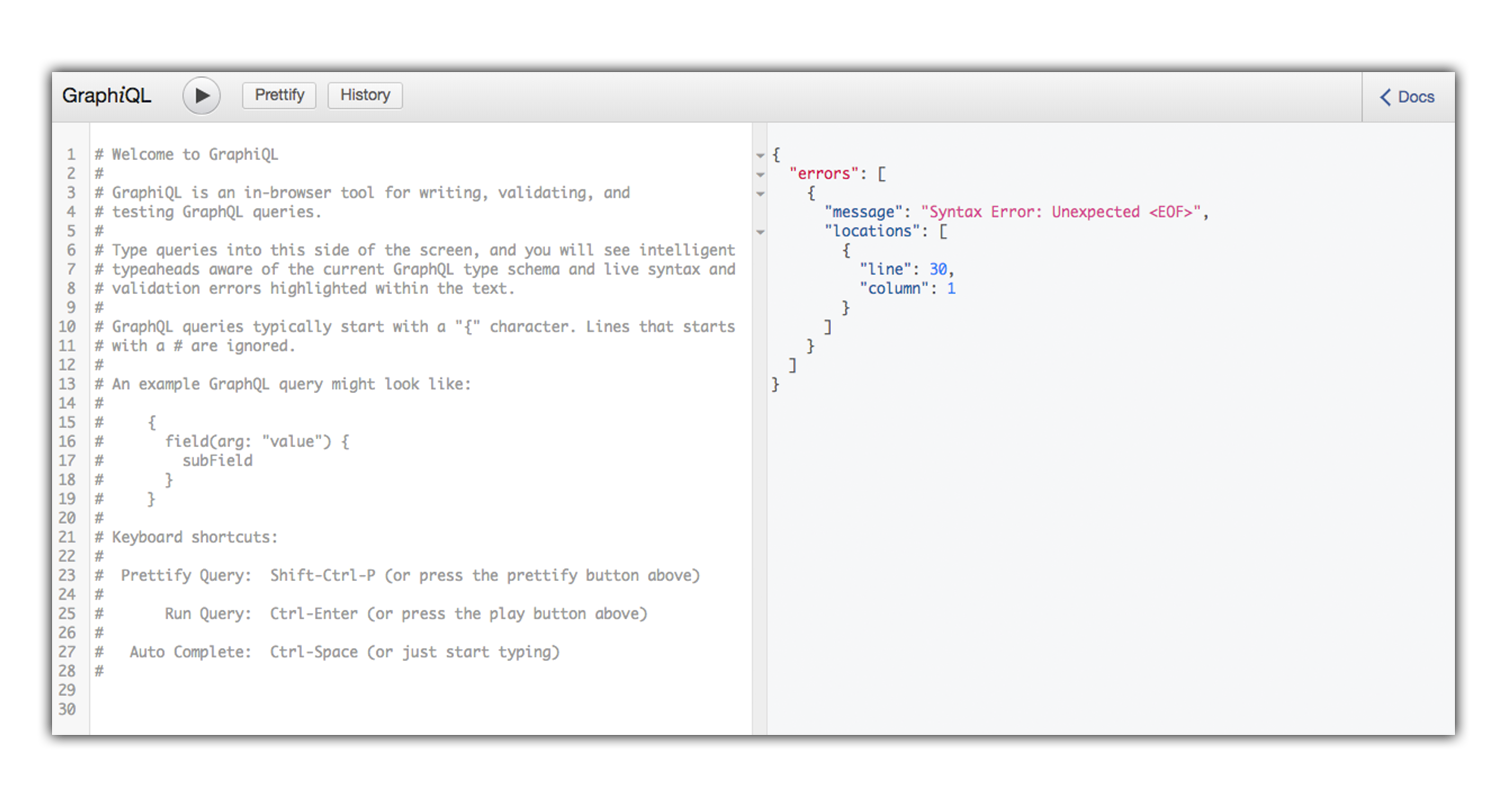 GraphiQL
Prettify
History
Docs
1 # Welcome to GraphiQL
2 #
3 # GraphiQL is an in-browser tool for writing, validating, and
4 # testing GraphQL queries.
5 #
6 # Type queries into this side of the screen, and you will see intelligent
7 # typeaheads aware of the current GraphQL type schema and live syntax and
8 # validation errors highlighted within the text.
9 #
10 # GraphQL queries typically start with a "{" character. Lines that starts
11 # with a # are ignored.
12 #
13 # An example GraphQL query might look like:
14 #
15 #     {
16 #       field(arg: "value") {
17 #         subField
18 #       }
19 #     }
20 #
21 # Keyboard shortcuts:
22 #
23 #  Prettify Query:  Shift-Ctrl-P (or press the prettify button above)
24 #
25 #       Run Query:  Ctrl-Enter (or press the play button above)
26 #
27 #   Auto Complete:  Ctrl-Space (or just start typing)
28 #
29
30
{
  "errors": [
    {
      "message": "Syntax Error: Unexpected <EOF>",
      "locations": [
        {
          "line": 30,
          "column": 1
        }
      ]
    }
  ]
}